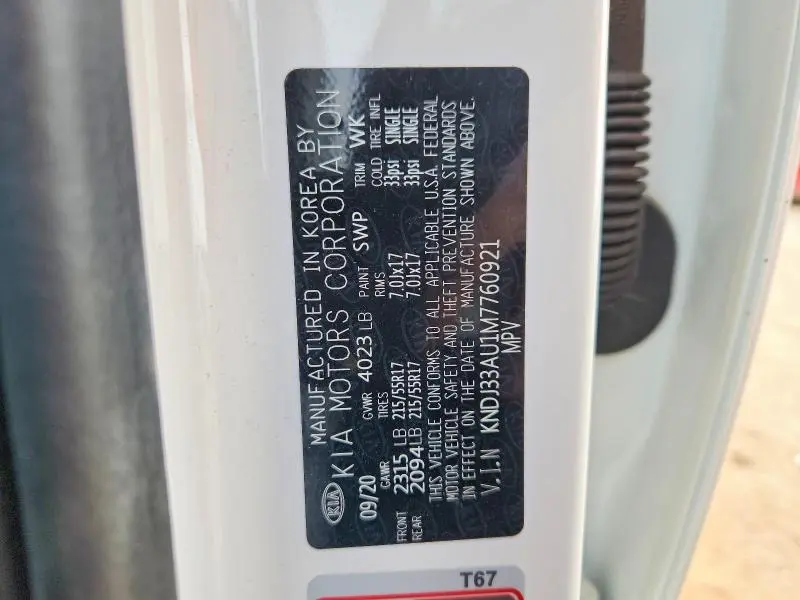 MANUFACTURED IN KOREA BY
KIA KIA MOTORS CORPORATION
09/20 GVWR 4023 LB PAINT SWP TRIM WK
GAWR TIRES RIMS COLD TIRE INFL
FRONT 2315 LB 215/55R17 7.0Jx17 33psi SINGLE
REAR 2094LB 215/55R17 7.0Jx17 33psi SINGLE
THIS VEHICLE CONFORMS TO ALL APPLICABLE U.S.A. FEDERAL
MOTOR VEHICLE SAFETY AND THEFT PREVENTION STANDARDS
IN EFFECT ON THE DATE OF MANUFACTURE SHOWN ABOVE.
V.I.N KNDJ33AU1M7760921
MPV
T67